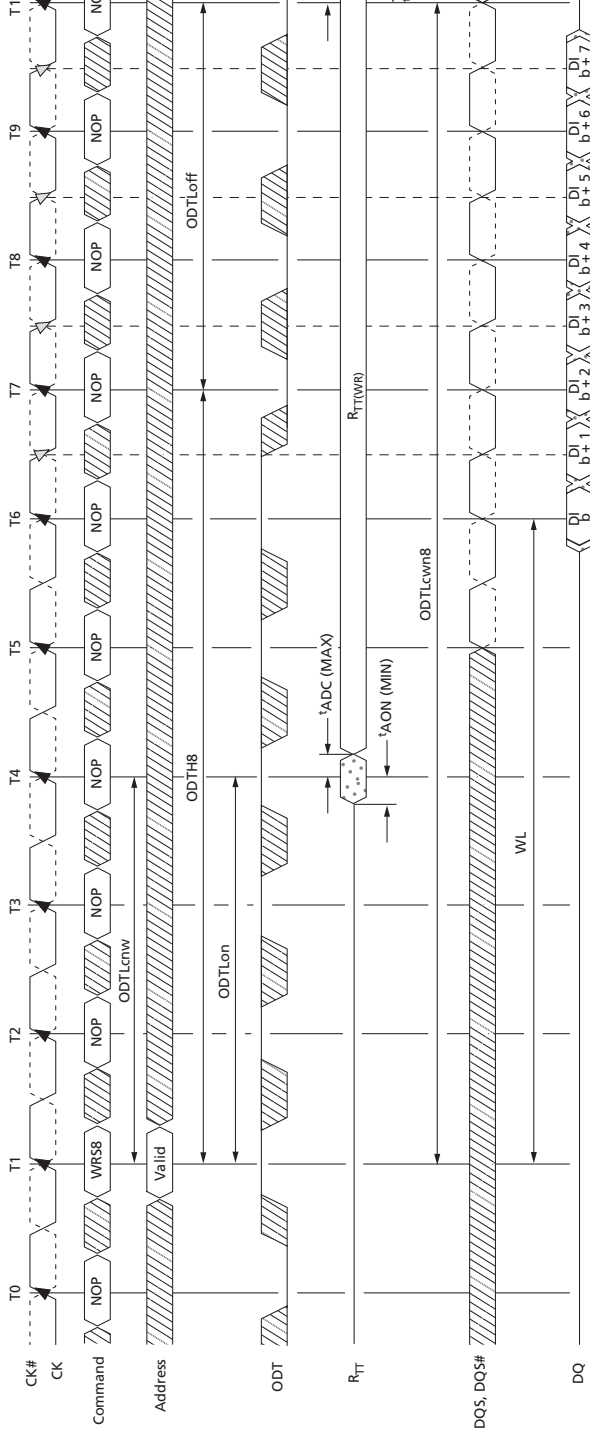 T0 T1 T2 T3 T4 T5 T6 T7 T8 T9 T1
CK#
CK
Command NOP WRS8 NOP NOP NOP NOP NOP NOP NOP NOP NO
ODTLcnw
Address Valid
ODTH8 ODTLoff
ODTLon
ODT
tADC (MAX)
RTT RTT(WR)
tAON (MIN)
ODTLcwn8
DQS, DQS#
WL
DQ
DI b
DI b + 1
DI b + 2
DI b + 3
DI b + 4
DI b + 5
DI b + 6
DI b + 7